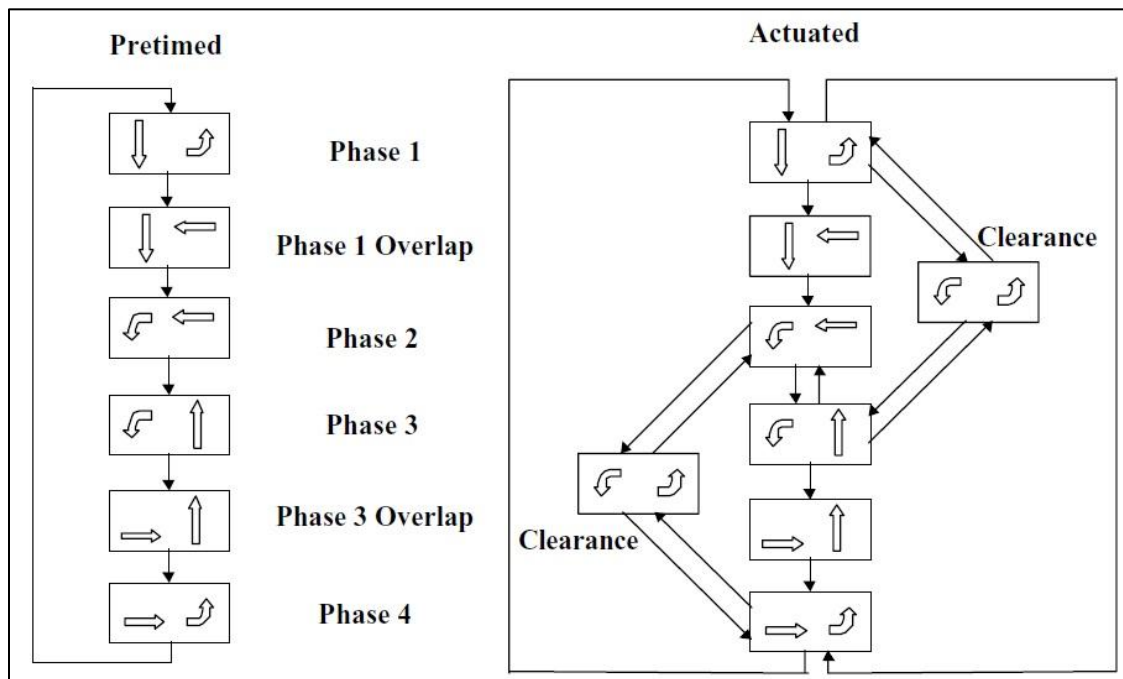 Pretimed
Actuated
Phase 1
Phase 1 Overlap
Clearance
Phase 2
Phase 3
Phase 3 Overlap
Clearance
Phase 4